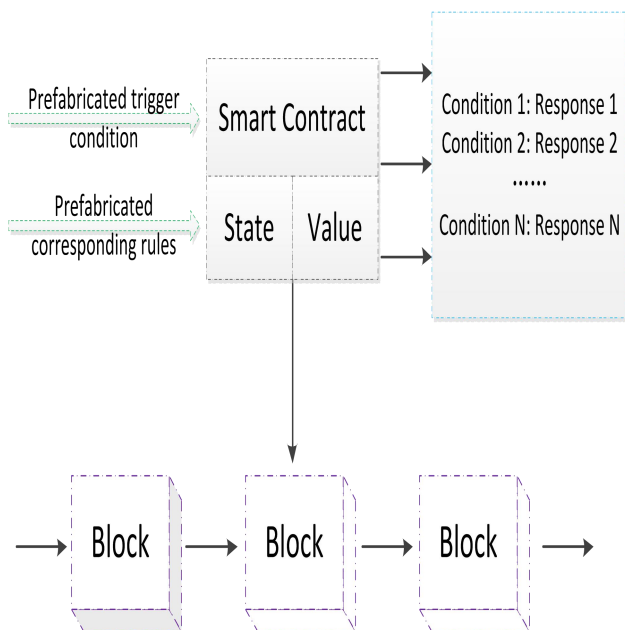 Prefabricated trigger
condition
Prefabricated
corresponding rules
Smart Contract
State
Value
Condition 1: Response 1
Condition 2: Response 2
······
Condition N: Response N
Block
Block
Block